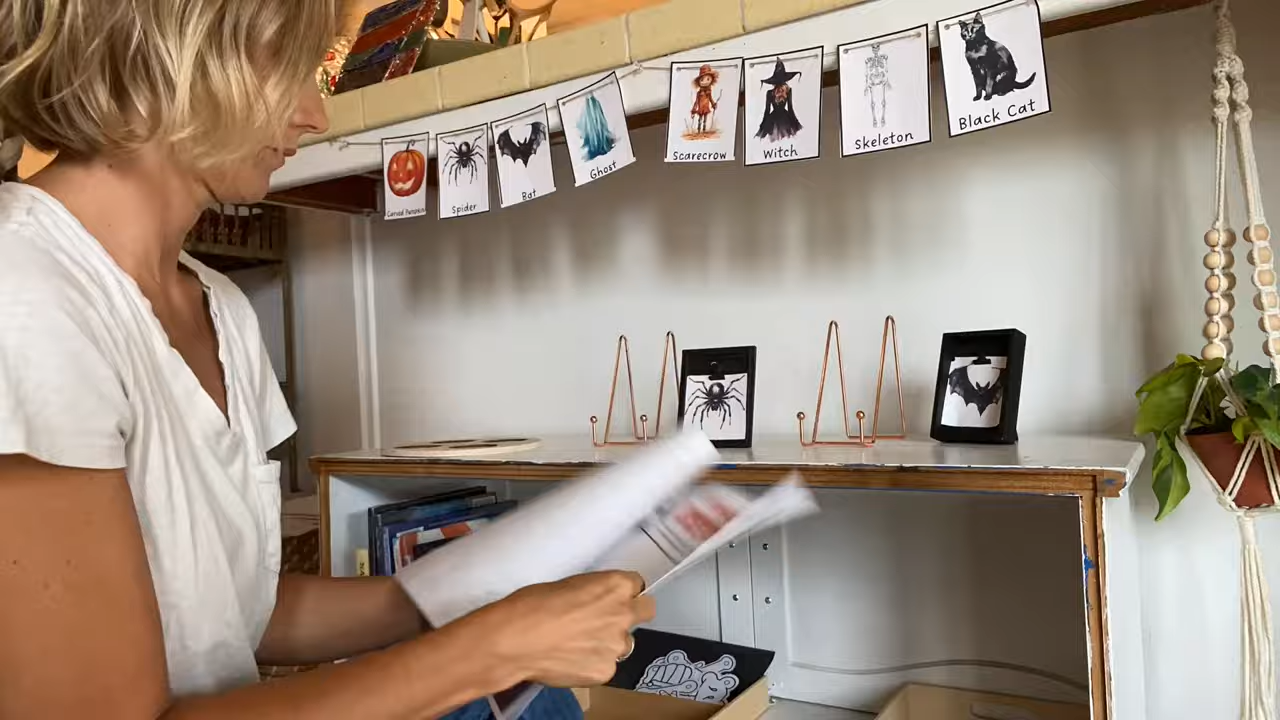 Carved Pumpkin
Spider
Bat
Ghost
Scarecrow
Witch
Skeleton
Black Cat